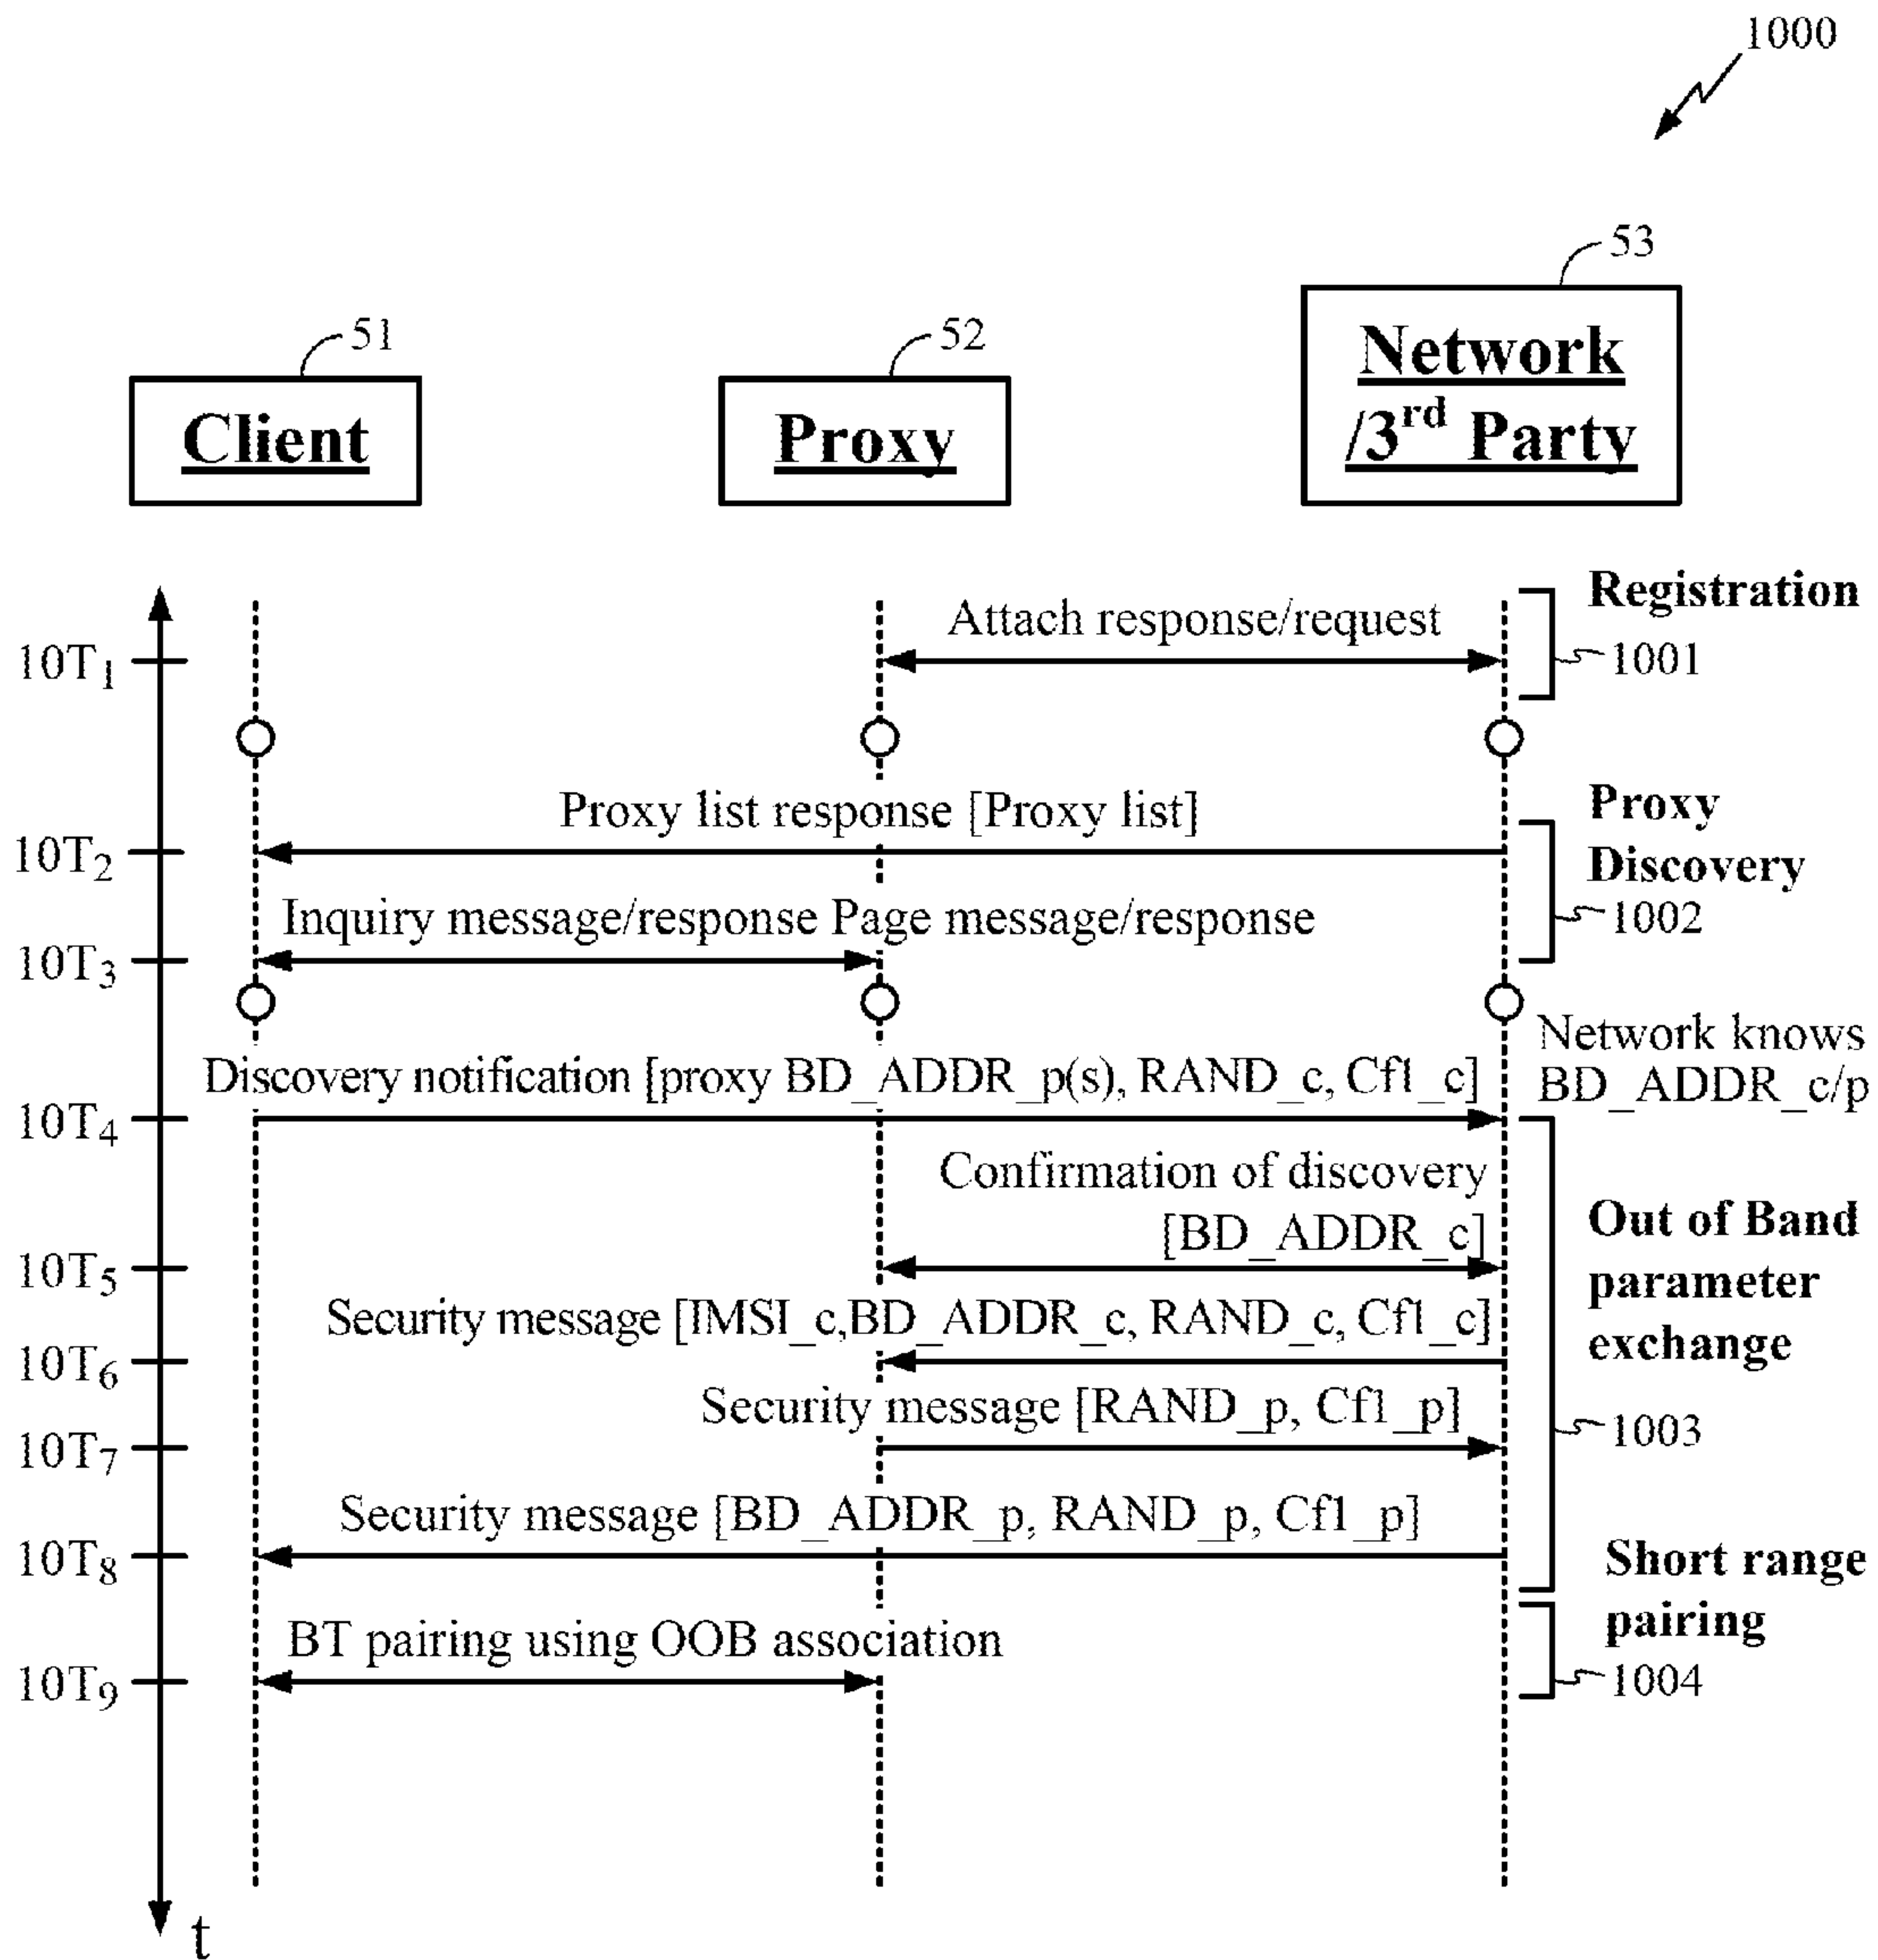 1000
53
51
52
Network
/3rd Party
Client
Proxy
Registration
Attach response/request
10T1
1001
Proxy
Proxy list response [Proxy list]
10T2
Discovery
Inquiry message/response Page message/response
1002
10T3
Network knows
Discovery notification [proxy BD_ADDR_p(s), RAND_c, Cf1_c]
BD_ADDR_c/p
10T4
Confirmation of discovery
[BD_ADDR_c]
Out of Band
10T5
parameter
Security message [IMSI_c,BD_ADDR_c, RAND_c, Cf1_c]
exchange
10T6
Security message [RAND_p, Cf1_p]
1003
10T7
Security message [BD_ADDR_p, RAND_p, Cf1_p]
10T8
Short range
pairing
BT pairing using OOB association
10T9
1004
t